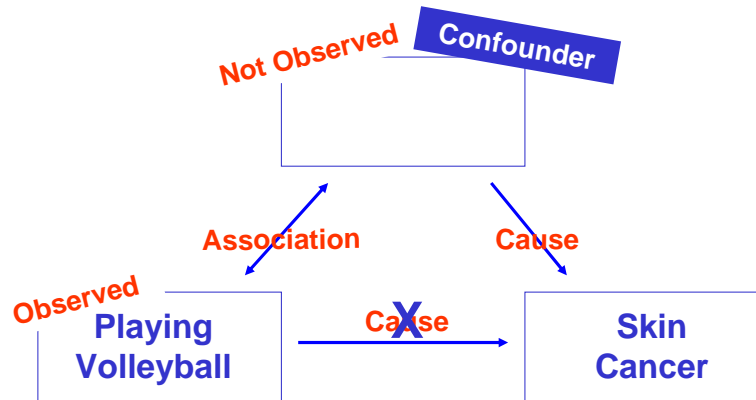 Not Observed
Confounder
Association
Cause
Observed
Playing
Volleyball
Cause
X
Skin
Cancer